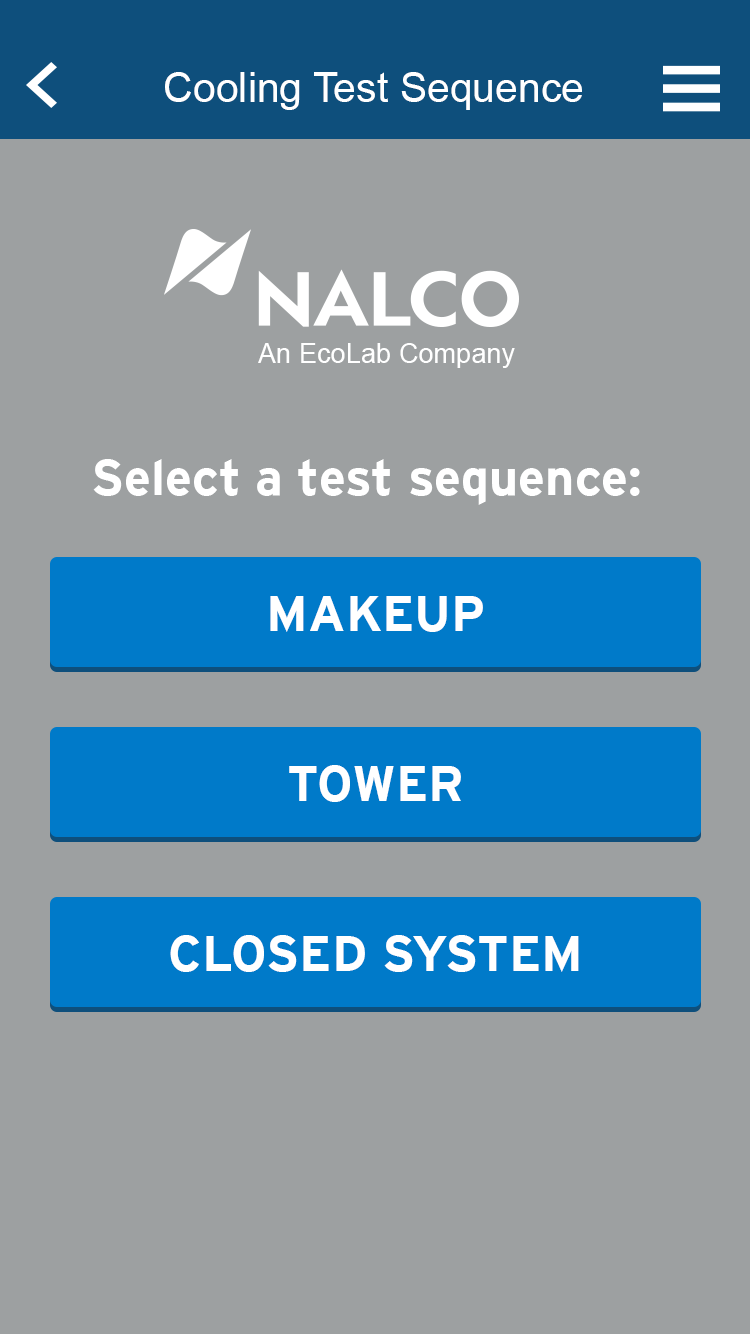 Cooling Test Sequence
NALCO
An EcoLab Company
Select a test sequence:
MAKEUP
TOWER
CLOSED SYSTEM